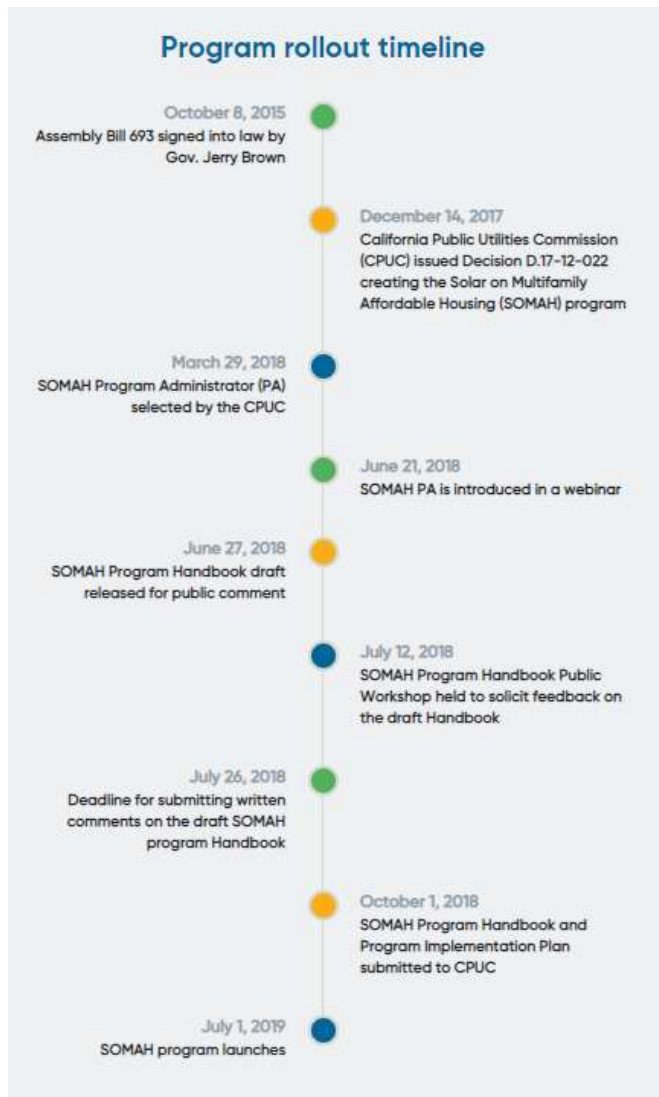 Program rollout timeline
October 8, 2015
Assembly Bill 693 signed into law by
Gov. Jerry Brown
December 14, 2017
California Public Utilities Commission
(CPUC) issued Decision D.17-12-022
creating the Solar on Multifamily
Affordable Housing (SOMAH) program
March 29, 2018
SOMAH Program Administrator (PA)
selected by the CPUC
June 21, 2018
SOMAH PA is introduced in a webinar
June 27, 2018
SOMAH Program Handbook draft
released for public comment
July 12, 2018
SOMAH Program Handbook Public
Workshop held to solicit feedback on
the draft Handbook
July 26, 2018
Deadline for submitting written
comments on the draft SOMAH
program Handbook
October 1, 2018
SOMAH Program Handbook and
Program Implementation Plan
submitted to CPUC
July 1, 2019
SOMAH program launches